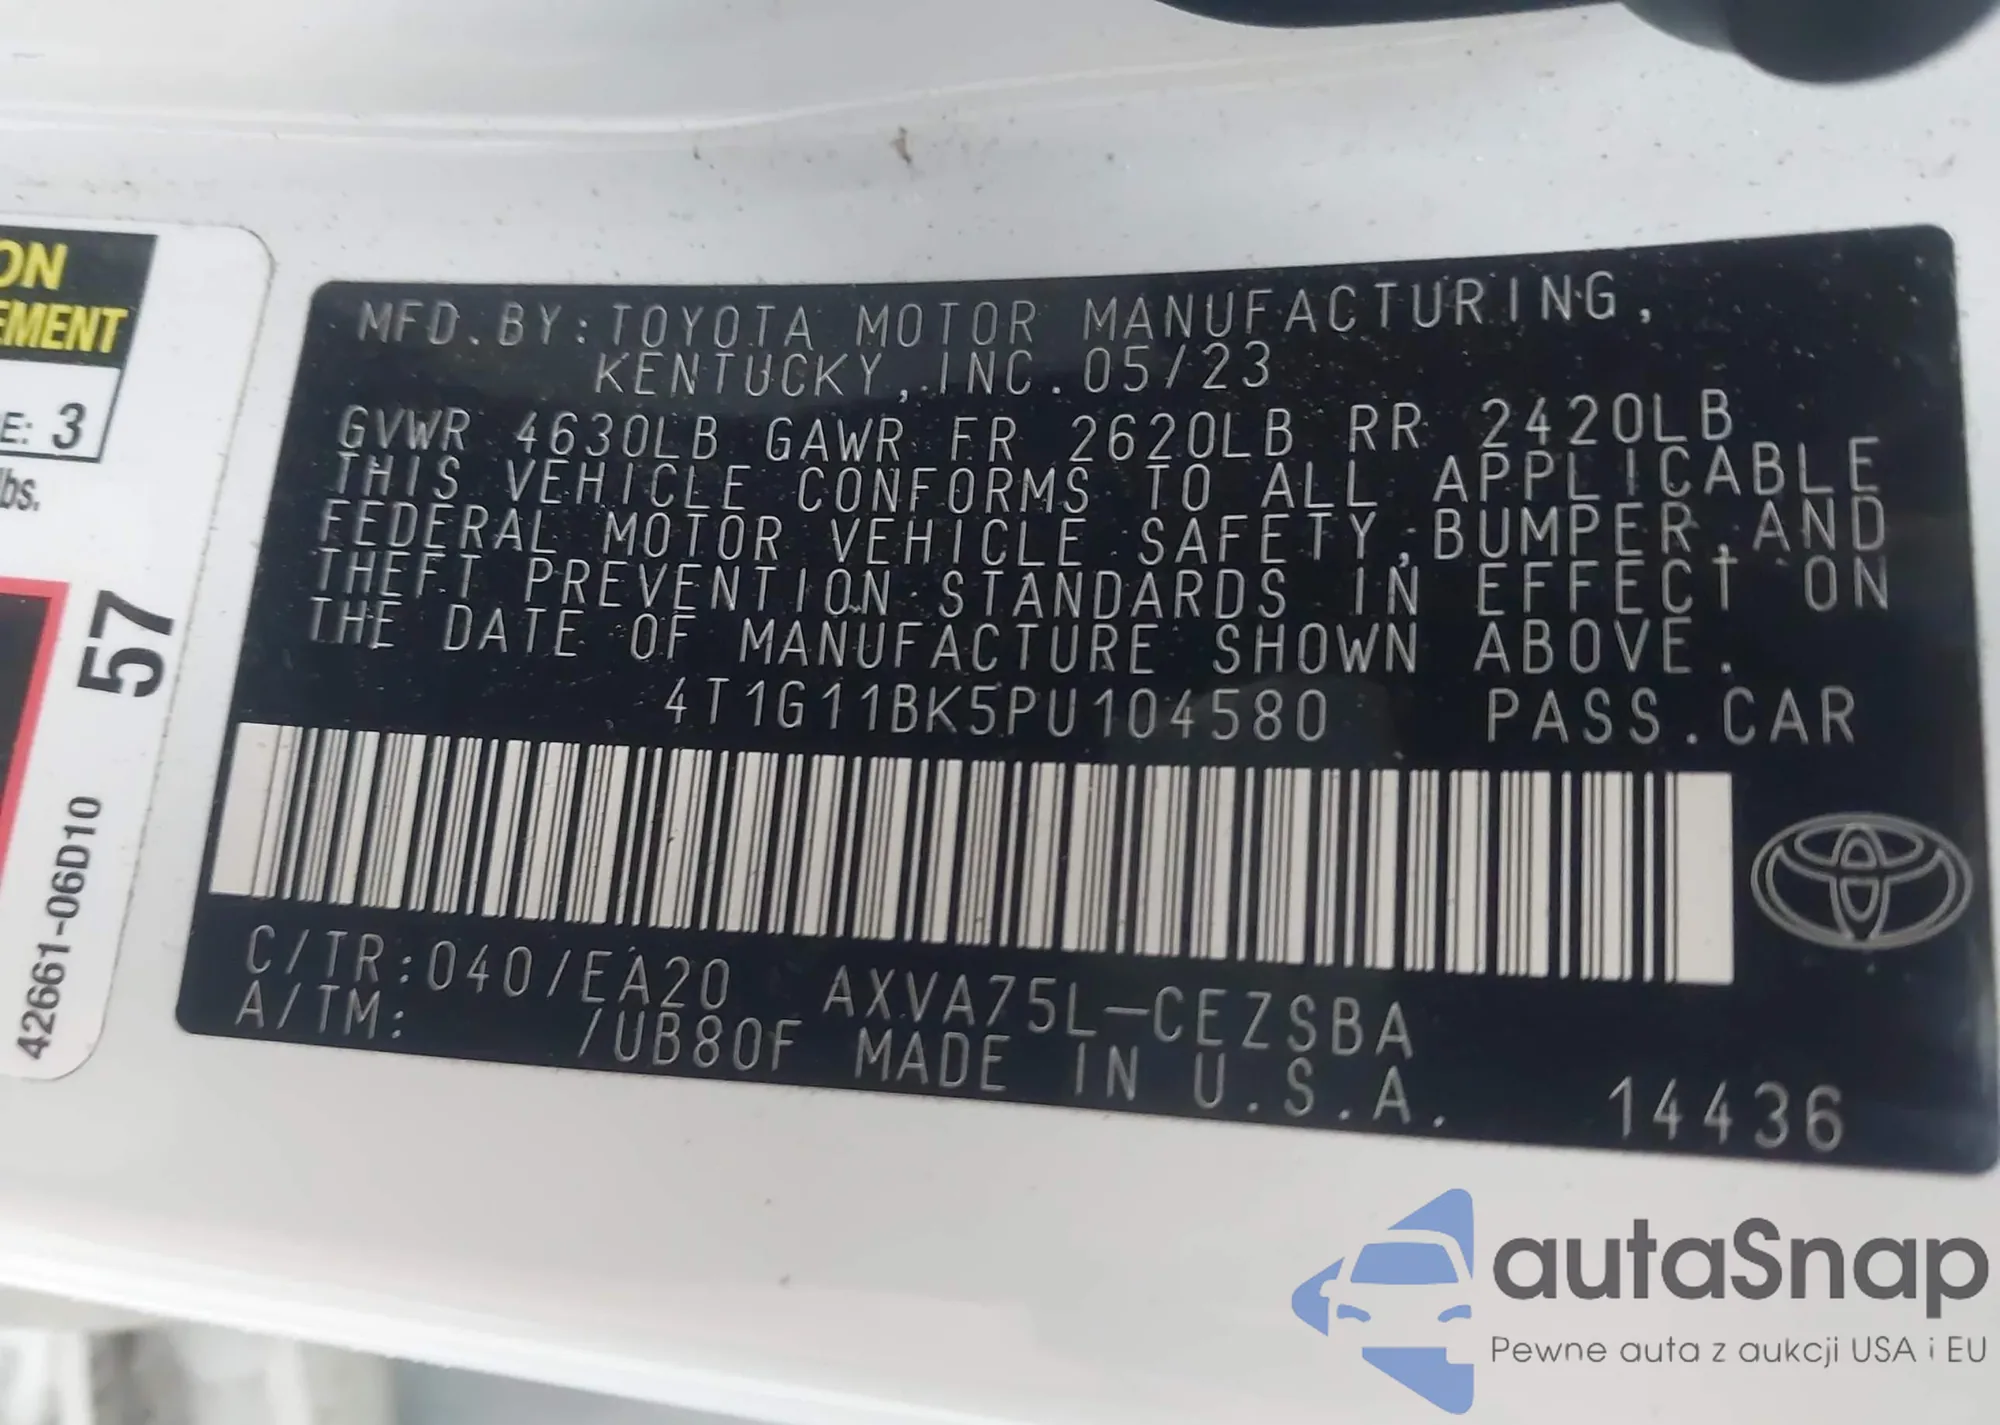 ON
EMENT
E: 3
lbs.
57
42661-06D10
MFD.BY:TOYOTA MOTOR MANUFACTURING,
KENTUCKY,INC.05/23
GVWR 4630LB GAWR FR 2620LB RR 2420LB
THIS VEHICLE CONFORMS TO ALL APPLICABLE
FEDERAL MOTOR VEHICLE SAFETY,BUMPER,AND
THEFT PREVENTION STANDARDS IN EFFECT ON
THE DATE OF MANUFACTURE SHOWN ABOVE.
4T1G11BK5PU104580 PASS.CAR
C/TR:040/EA20 AXVA75L-CEZSBA
A/TM: /UB80F MADE IN U.S.A.
14436
autaSnap
Pewne auta z aukcji USA i EU